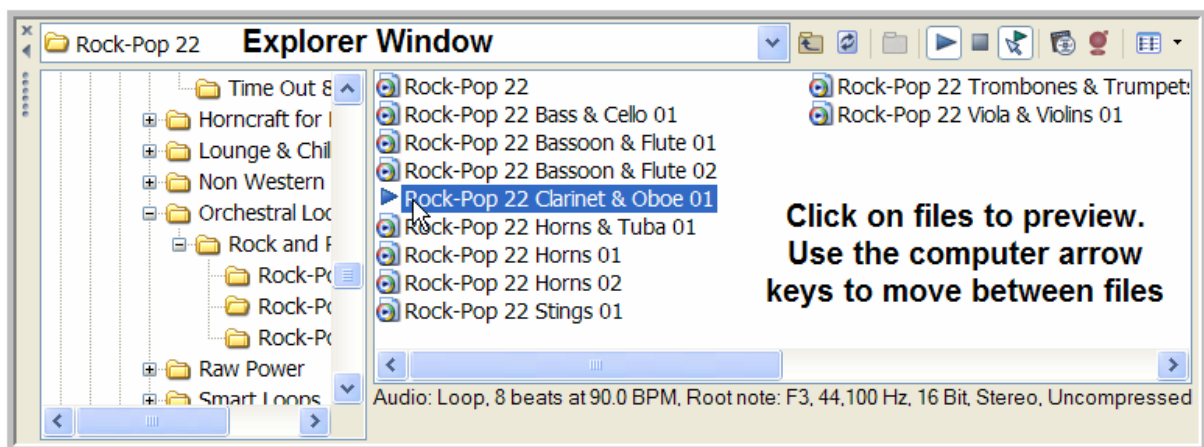 Rock-Pop 22
Explorer Window
Time Out 8
Horncraft for
Lounge & Chil
Non Western
Orchestral Loo
Rock and
Rock-Po
Rock-Po
Rock-Po
Raw Power
Smart Loops
Rock-Pop 22
Rock-Pop 22 Bass & Cello 01
Rock-Pop 22 Bassoon & Flute 01
Rock-Pop 22 Bassoon & Flute 02
Rock-Pop 22 Clarinet & Oboe 01
Rock-Pop 22 Horns & Tuba 01
Rock-Pop 22 Horns 01
Rock-Pop 22 Horns 02
Rock-Pop 22 Stings 01
Rock-Pop 22 Trombones & Trumpets
Rock-Pop 22 Viola & Violins 01
Click on files to preview.
Use the computer arrow
keys to move between files
Audio: Loop, 8 beats at 90.0 BPM, Root note: F3, 44,100 Hz, 16 Bit, Stereo, Uncompressed